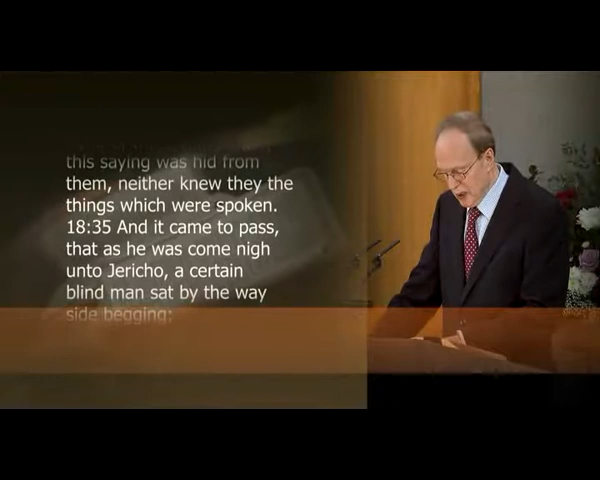 this saying was hid from
them, neither knew they the
things which were spoken.
18:35 And it came to pass,
that as he was come nigh
unto Jericho, a certain
blind man sat by the way
side begging: